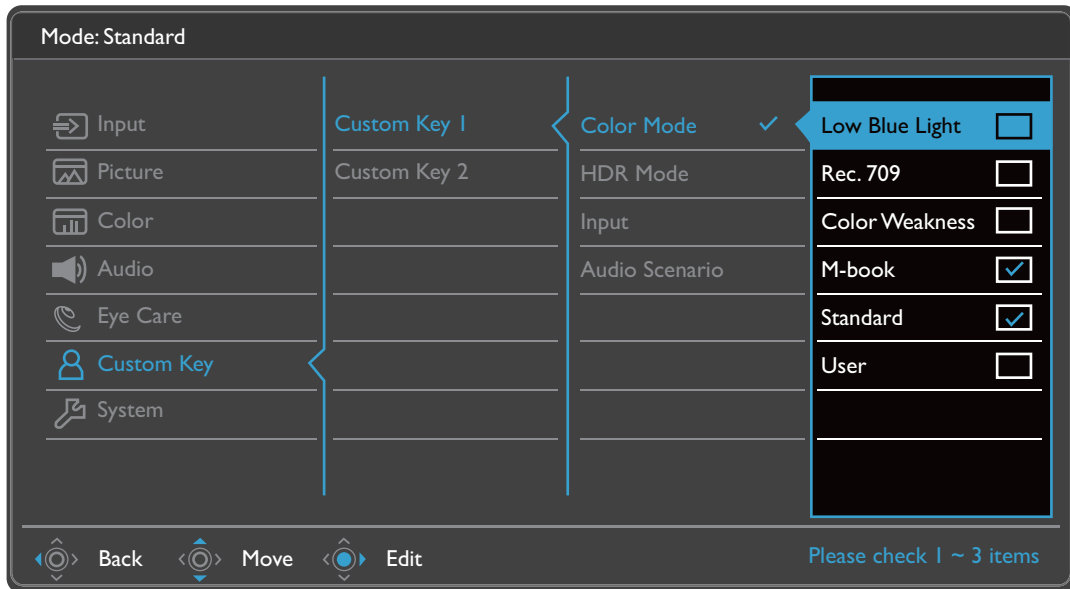 Mode: Standard
Input
Custom Key 1
Color Mode
Low Blue Light
Picture
Custom Key 2
HDR Mode
Rec. 709
Color
Input
Color Weakness
Audio
Audio Scenario
M-book
Eye Care
Standard
Custom Key
User
System
Back
Move
Edit
Please check 1 ~ 3 items